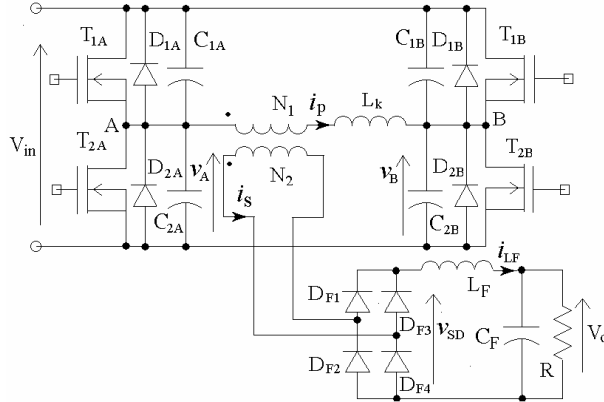 T1A D1A C1A C1B D1B T1B
N1 ip Lk
A B
Vin
T2A T2B
D2A vA N2 vB D2B
C2A is C2B
iLF
LF
DF1 DF3 vSD CF Vo
DF2 DF4 R